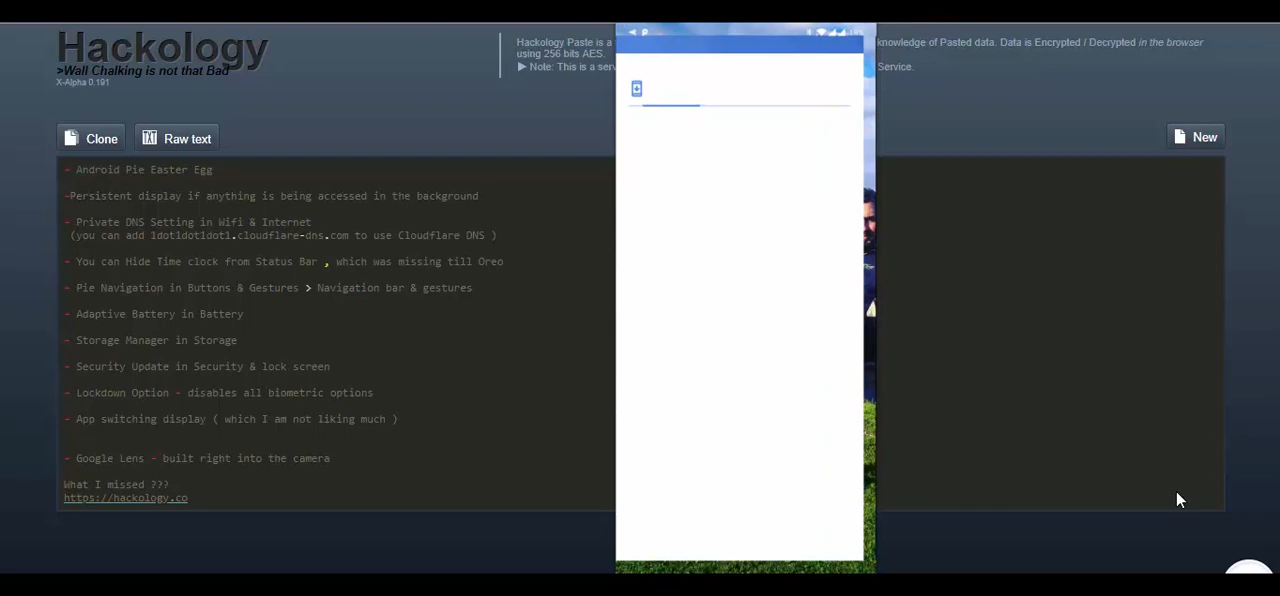 Hackology
>Wall Chalking is not that Bad
X-Alpha 0.191
Hackology Paste is a
knowledge of Pasted data. Data is Encrypted / Decrypted in the browser
using 256 bits AES.
▶ Note: This is a serv
Service.
Clone
Raw text
New
- Android Pie Easter Egg
-Persistent display if anything is being accessed in the background
- Private DNS Setting in Wifi & Internet
(you can add 1dot1dot1dot1.cloudflare-dns.com to use Cloudflare DNS )
- You can Hide Time clock from Status Bar , which was missing till Oreo
- Pie Navigation in Buttons & Gestures > Navigation bar & gestures
- Adaptive Battery in Battery
- Storage Manager in Storage
- Security Update in Security & lock screen
- Lockdown Option - disables all biometric options
- App switching display ( which I am not liking much )
- Google Lens - built right into the camera
What I missed ???
https://hackology.co